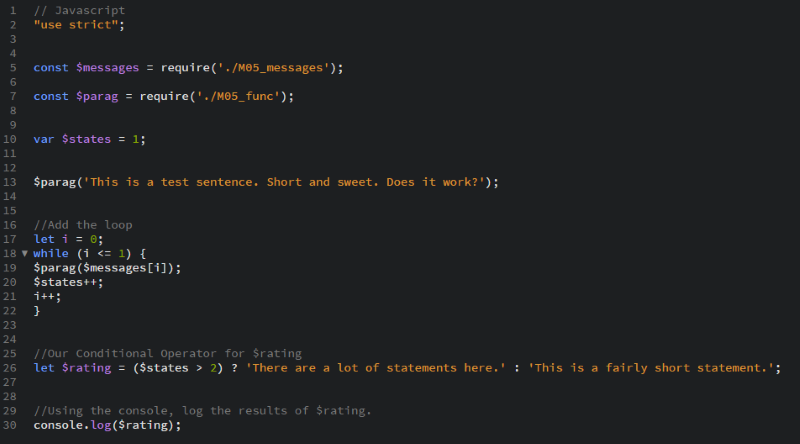 1 // Javascript
2 "use strict";
3
4
5 const $messages = require('./M05_messages');
6
7 const $parag = require('./M05_func');
8
9
10 var $states = 1;
11
12
13 $parag('This is a test sentence. Short and sweet. Does it work?');
14
15
16 //Add the loop
17 let i = 0;
18 ▼ while (i <= 1) {
19 $parag($messages[i]);
20 $states++;
21 i++;
22 }
23
24
25 //Our Conditional Operator for $rating
26 let $rating = ($states > 2) ? 'There are a lot of statements here.' : 'This is a fairly short statement.';
27
28
29 //Using the console, log the results of $rating.
30 console.log($rating);